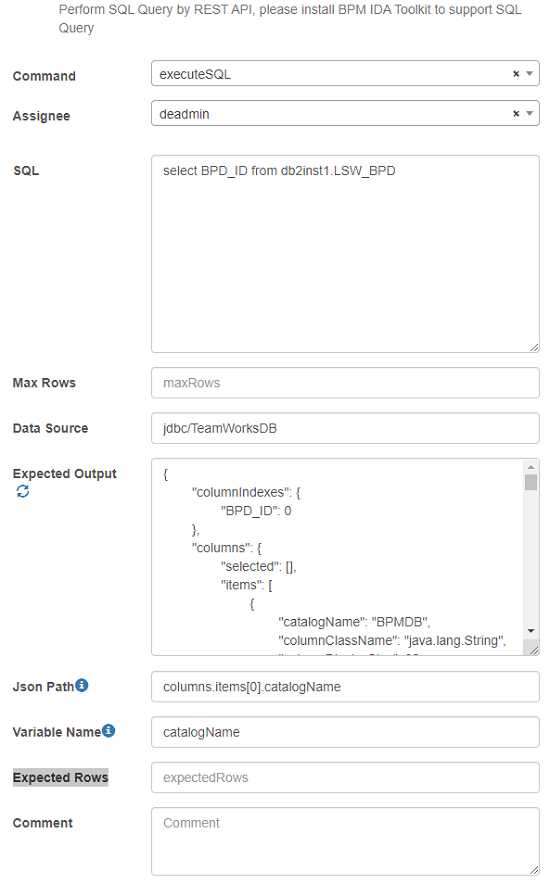 Perform SQL Query by REST API, please install BPM IDA Toolkit to support SQL
Query
Command
executeSQL
Assignee
deadmin
SQL
select BPD_ID from db2inst1.LSW_BPD
Max Rows
maxRows
Data Source
jdbc/TeamWorksDB
Expected Output
{
"columnIndexes": {
"BPD_ID": 0
},
"columns": {
"selected": [],
"items": [
{
"catalogName": "BPMDB",
"columnClassName": "java.lang.String",
Json Path
columns.items[0].catalogName
Variable Name
catalogName
Expected Rows
expectedRows
Comment
Comment